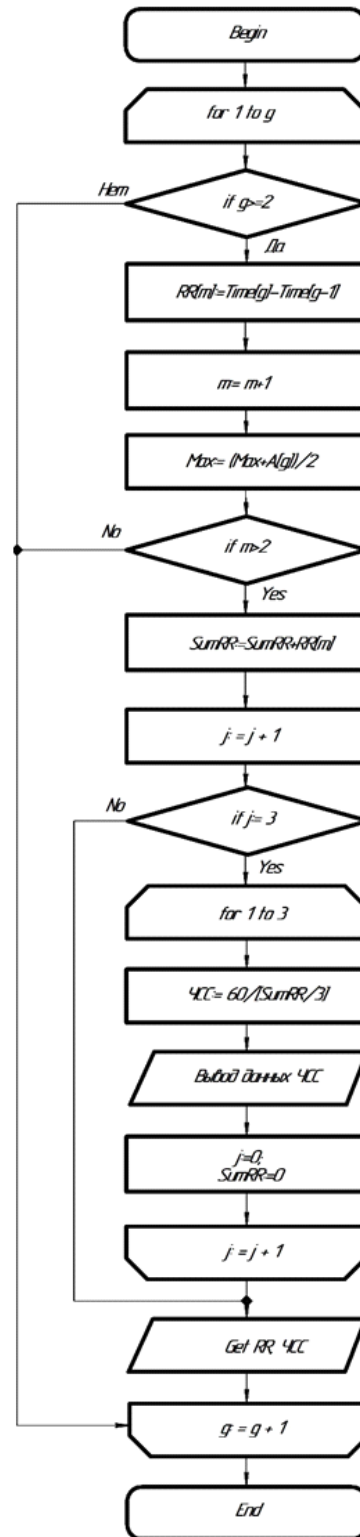 Begin
for 1 to g
if g>=2
Нет
Да
RR[m]:=Time[g]-Time[g-1]
m:= m+1
Max:= (Max+A[g])/2
if m>2
No
Yes
SumRR:=SumRR+RR[m]
j: = j + 1
if j:= 3
No
Yes
for 1 to 3
ЧСС:= 60/[SumRR/3]
Вывод данных ЧСС
j:=0;
SumRR:=0
j: = j + 1
Get RR, ЧСС
g: = g + 1
End